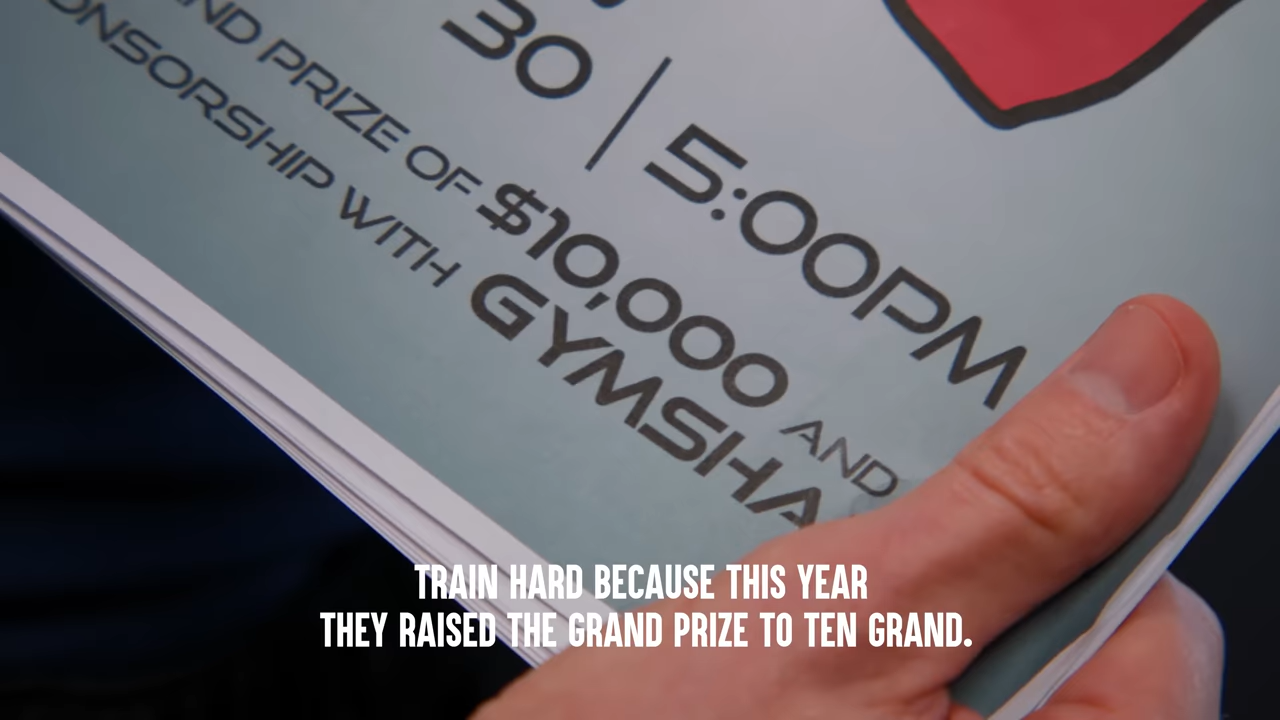 30 | 5:00PM
ND PRIZE OF $10,000 AND
ONSORSHIP WITH GYMSHA
TRAIN HARD BECAUSE THIS YEAR
THEY RAISED THE GRAND PRIZE TO TEN GRAND.